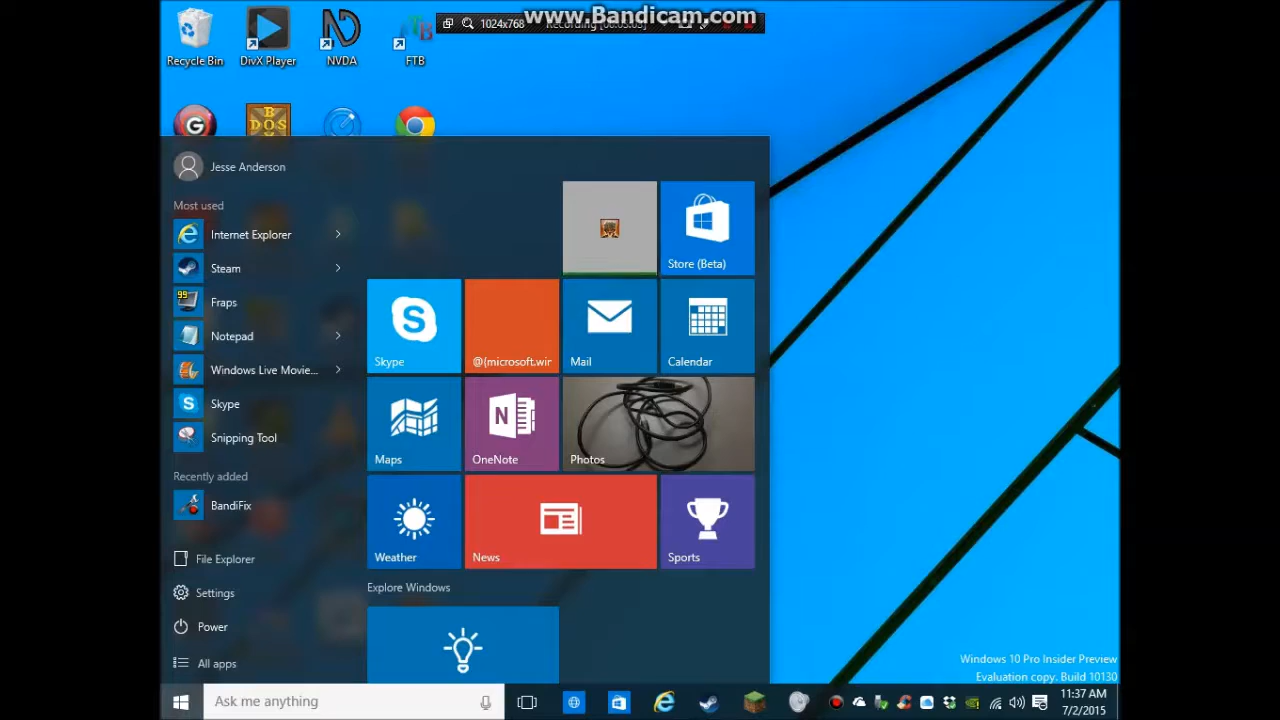 www.Bandicam.com
1024x768
Recording
Recycle Bin
DivX Player
NVDA
FTB
G
B
DOS
Jesse Anderson
Most used
Internet Explorer
Steam
99
Fraps
Notepad
Windows Live Movie...
Skype
Snipping Tool
Recently added
BandiFix
File Explorer
Settings
Power
All apps
Store (Beta)
S
Skype
@{microsoft.wir
Mail
Calendar
Maps
N
OneNote
Photos
Weather
News
Sports
Explore Windows
Windows 10 Pro Insider Preview
Evaluation copy. Build 10130
Ask me anything
11:37 AM
7/2/2015